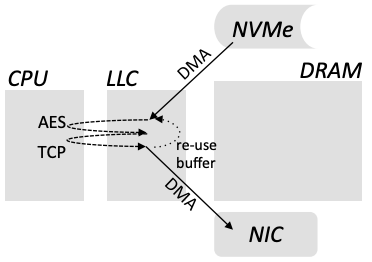 NVMe
CPU
LLC
DRAM
DMA
AES
TCP
re-use
buffer
DMA
NIC